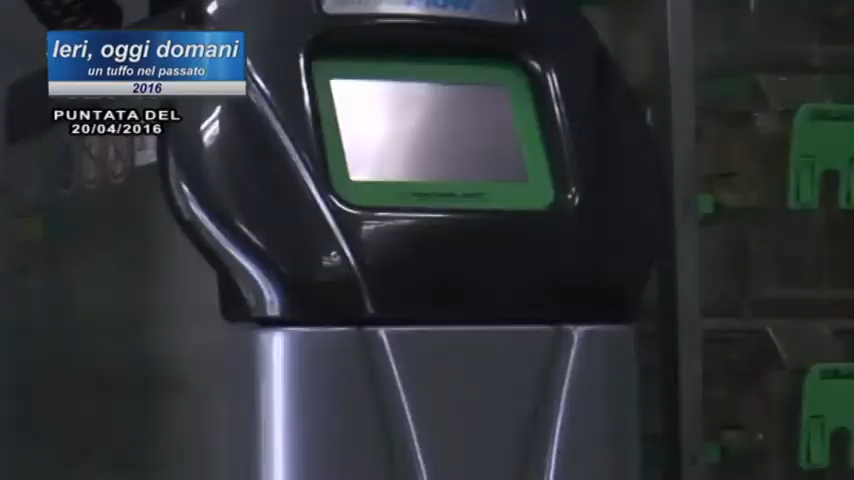 Ieri, oggi domani
un tuffo nel passato
2016
PUNTATA DEL
20/04/2016